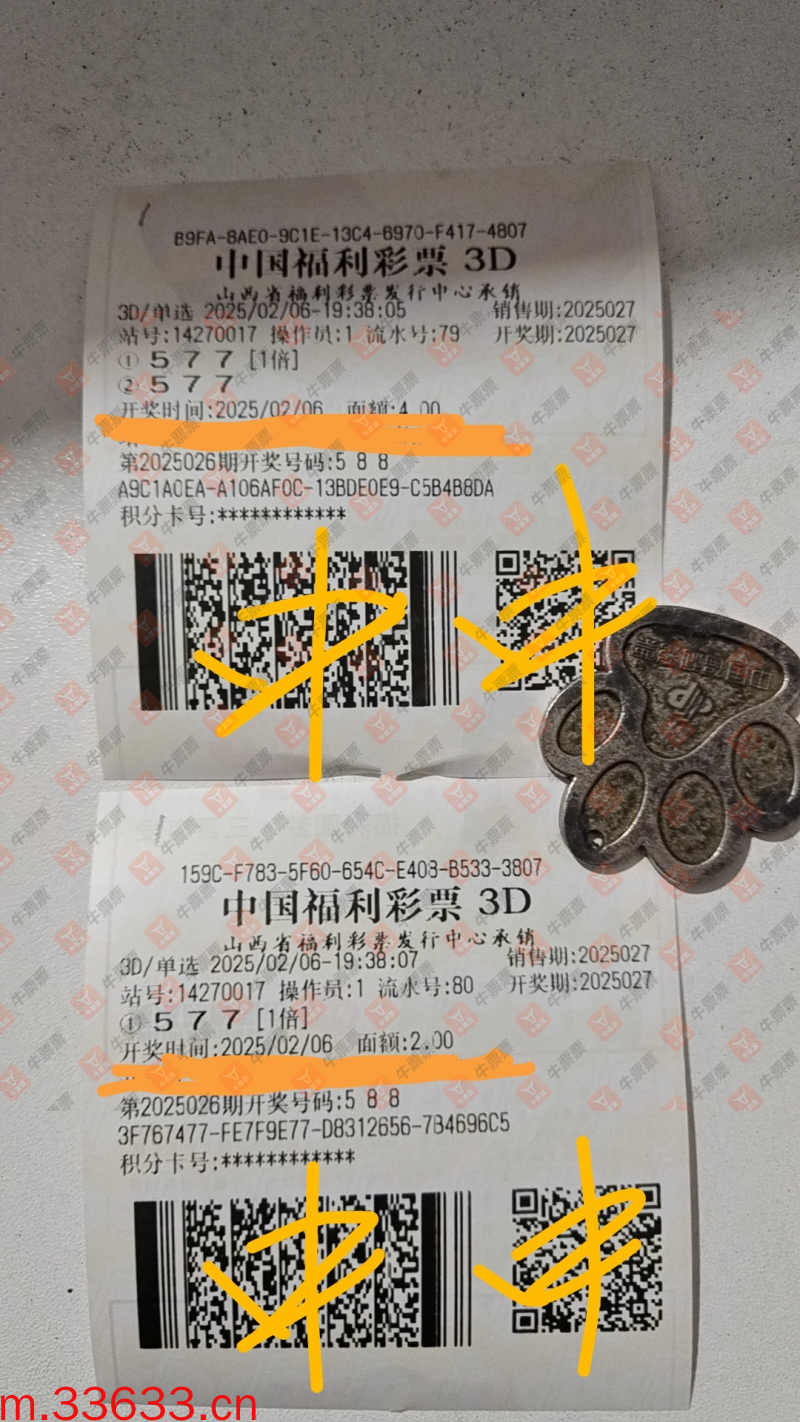 B9FA-8AE0-9C1E-13C4-6970-F417-4807
中国福利彩票 3D
山西省福利彩票发行中心承销
3D/单选 2025/02/06-19:38:05 销售期:2025027
站号:14270017 操作员:1 流水号:79 开奖期:2025027
① 5 7 7 [1倍]
② 5 7 7
开奖时间:2025/02/06 面额:4.00
第2025026期开奖号码:5 8 8
A9C1A0EA-A106AF0C-13BDE0E9-C5B4B8DA
积分卡号:************
159C-F783-5F60-654C-E408-B533-3807
中国福利彩票 3D
山西省福利彩票发行中心承销
3D/单选 2025/02/06-19:38:07 销售期:2025027
站号:14270017 操作员:1 流水号:80 开奖期:2025027
① 5 7 7 [1倍]
开奖时间:2025/02/06 面额:2.00
第2025026期开奖号码:5 8 8
3F767477-FE7F9E77-D8312656-784696C5
积分卡号:************
m.33633.cn